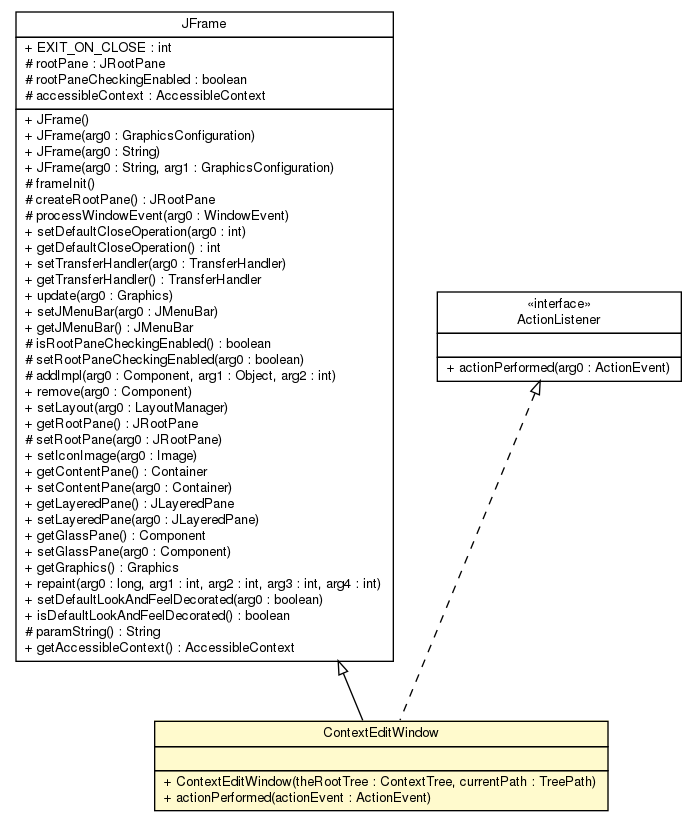 JFrame
+ EXIT_ON_CLOSE : int
# rootPane : JRootPane
# rootPaneCheckingEnabled : boolean
# accessibleContext : AccessibleContext
+ JFrame()
+ JFrame(arg0 : GraphicsConfiguration)
+ JFrame(arg0 : String)
+ JFrame(arg0 : String, arg1 : GraphicsConfiguration)
# frameInit()
# createRootPane() : JRootPane
# processWindowEvent(arg0 : WindowEvent)
+ setDefaultCloseOperation(arg0 : int)
+ getDefaultCloseOperation() : int
+ setTransferHandler(arg0 : TransferHandler)
+ getTransferHandler() : TransferHandler
+ update(arg0 : Graphics)
+ setJMenuBar(arg0 : JMenuBar)
+ getJMenuBar() : JMenuBar
# isRootPaneCheckingEnabled() : boolean
# setRootPaneCheckingEnabled(arg0 : boolean)
# addImpl(arg0 : Component, arg1 : Object, arg2 : int)
+ remove(arg0 : Component)
+ setLayout(arg0 : LayoutManager)
+ getRootPane() : JRootPane
# setRootPane(arg0 : JRootPane)
+ setIconImage(arg0 : Image)
+ getContentPane() : Container
+ setContentPane(arg0 : Container)
+ getLayeredPane() : JLayeredPane
+ setLayeredPane(arg0 : JLayeredPane)
+ getGlassPane() : Component
+ setGlassPane(arg0 : Component)
+ getGraphics() : Graphics
+ repaint(arg0 : long, arg1 : int, arg2 : int, arg3 : int, arg4 : int)
+ setDefaultLookAndFeelDecorated(arg0 : boolean)
+ isDefaultLookAndFeelDecorated() : boolean
# paramString() : String
+ getAccessibleContext() : AccessibleContext
«interface»
ActionListener
+ actionPerformed(arg0 : ActionEvent)
ContextEditWindow
+ ContextEditWindow(theRootTree : ContextTree, currentPath : TreePath)
+ actionPerformed(actionEvent : ActionEvent)